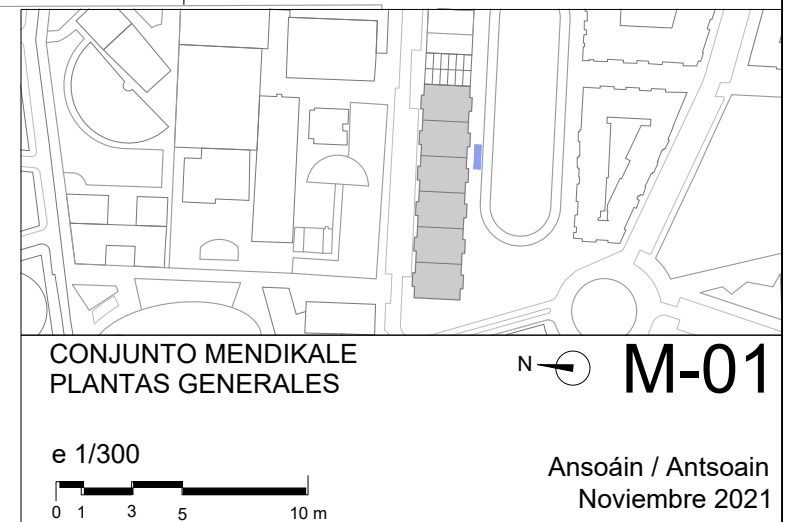 CONJUNTO MENDIKALE
PLANTAS GENERALES
N
M-01
e 1/300
0 1 3 5 10 m
Ansoáin / Antsoain
Noviembre 2021